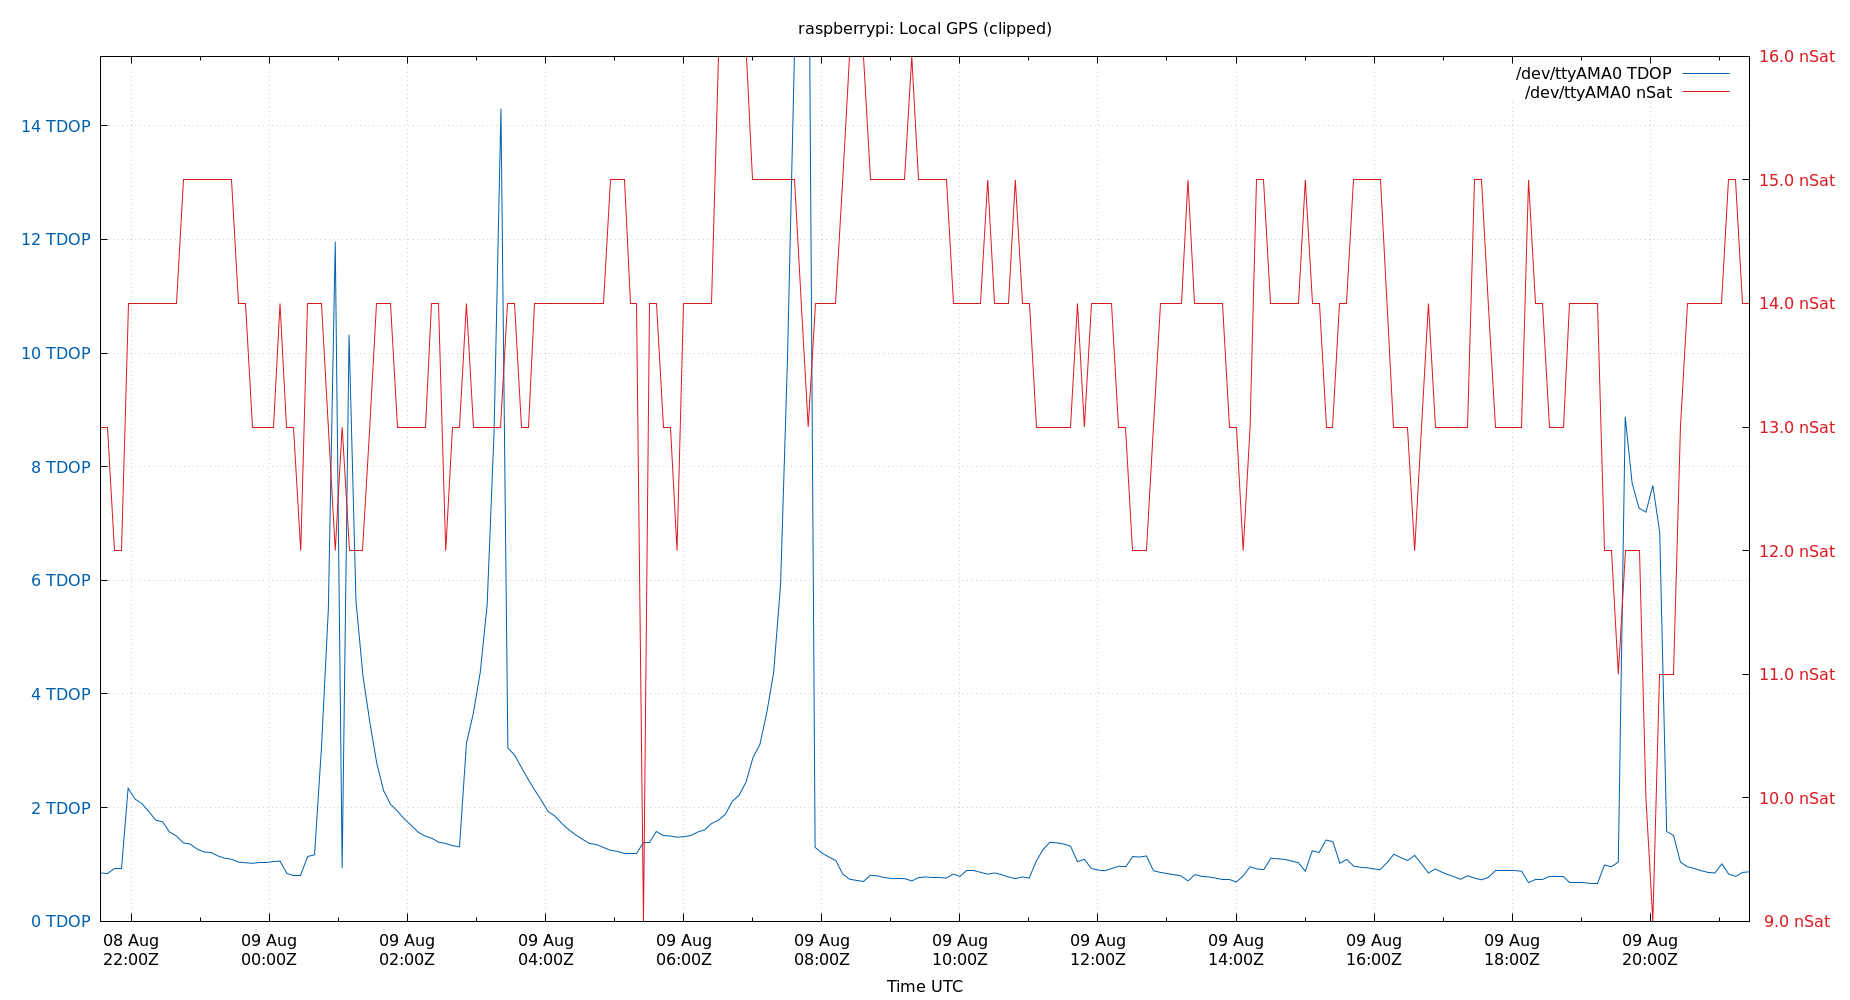 raspberrypi: Local GPS (clipped)
16.0 nSat
/dev/ttyAMA0 TDOP
/dev/ttyAMA0 nSat
14 TDOP
15.0 nSat
12 TDOP
14.0 nSat
10 TDOP
13.0 nSat
8 TDOP
12.0 nSat
6 TDOP
11.0 nSat
4 TDOP
10.0 nSat
2 TDOP
9.0 nSat
0 TDOP
08 Aug 09 Aug 09 Aug 09 Aug 09 Aug 09 Aug 09 Aug 09 Aug 09 Aug 09 Aug 09 Aug 09 Aug
22:00Z 00:00Z 02:00Z 04:00Z 06:00Z 08:00Z 10:00Z 12:00Z 14:00Z 16:00Z 18:00Z 20:00Z
Time UTC